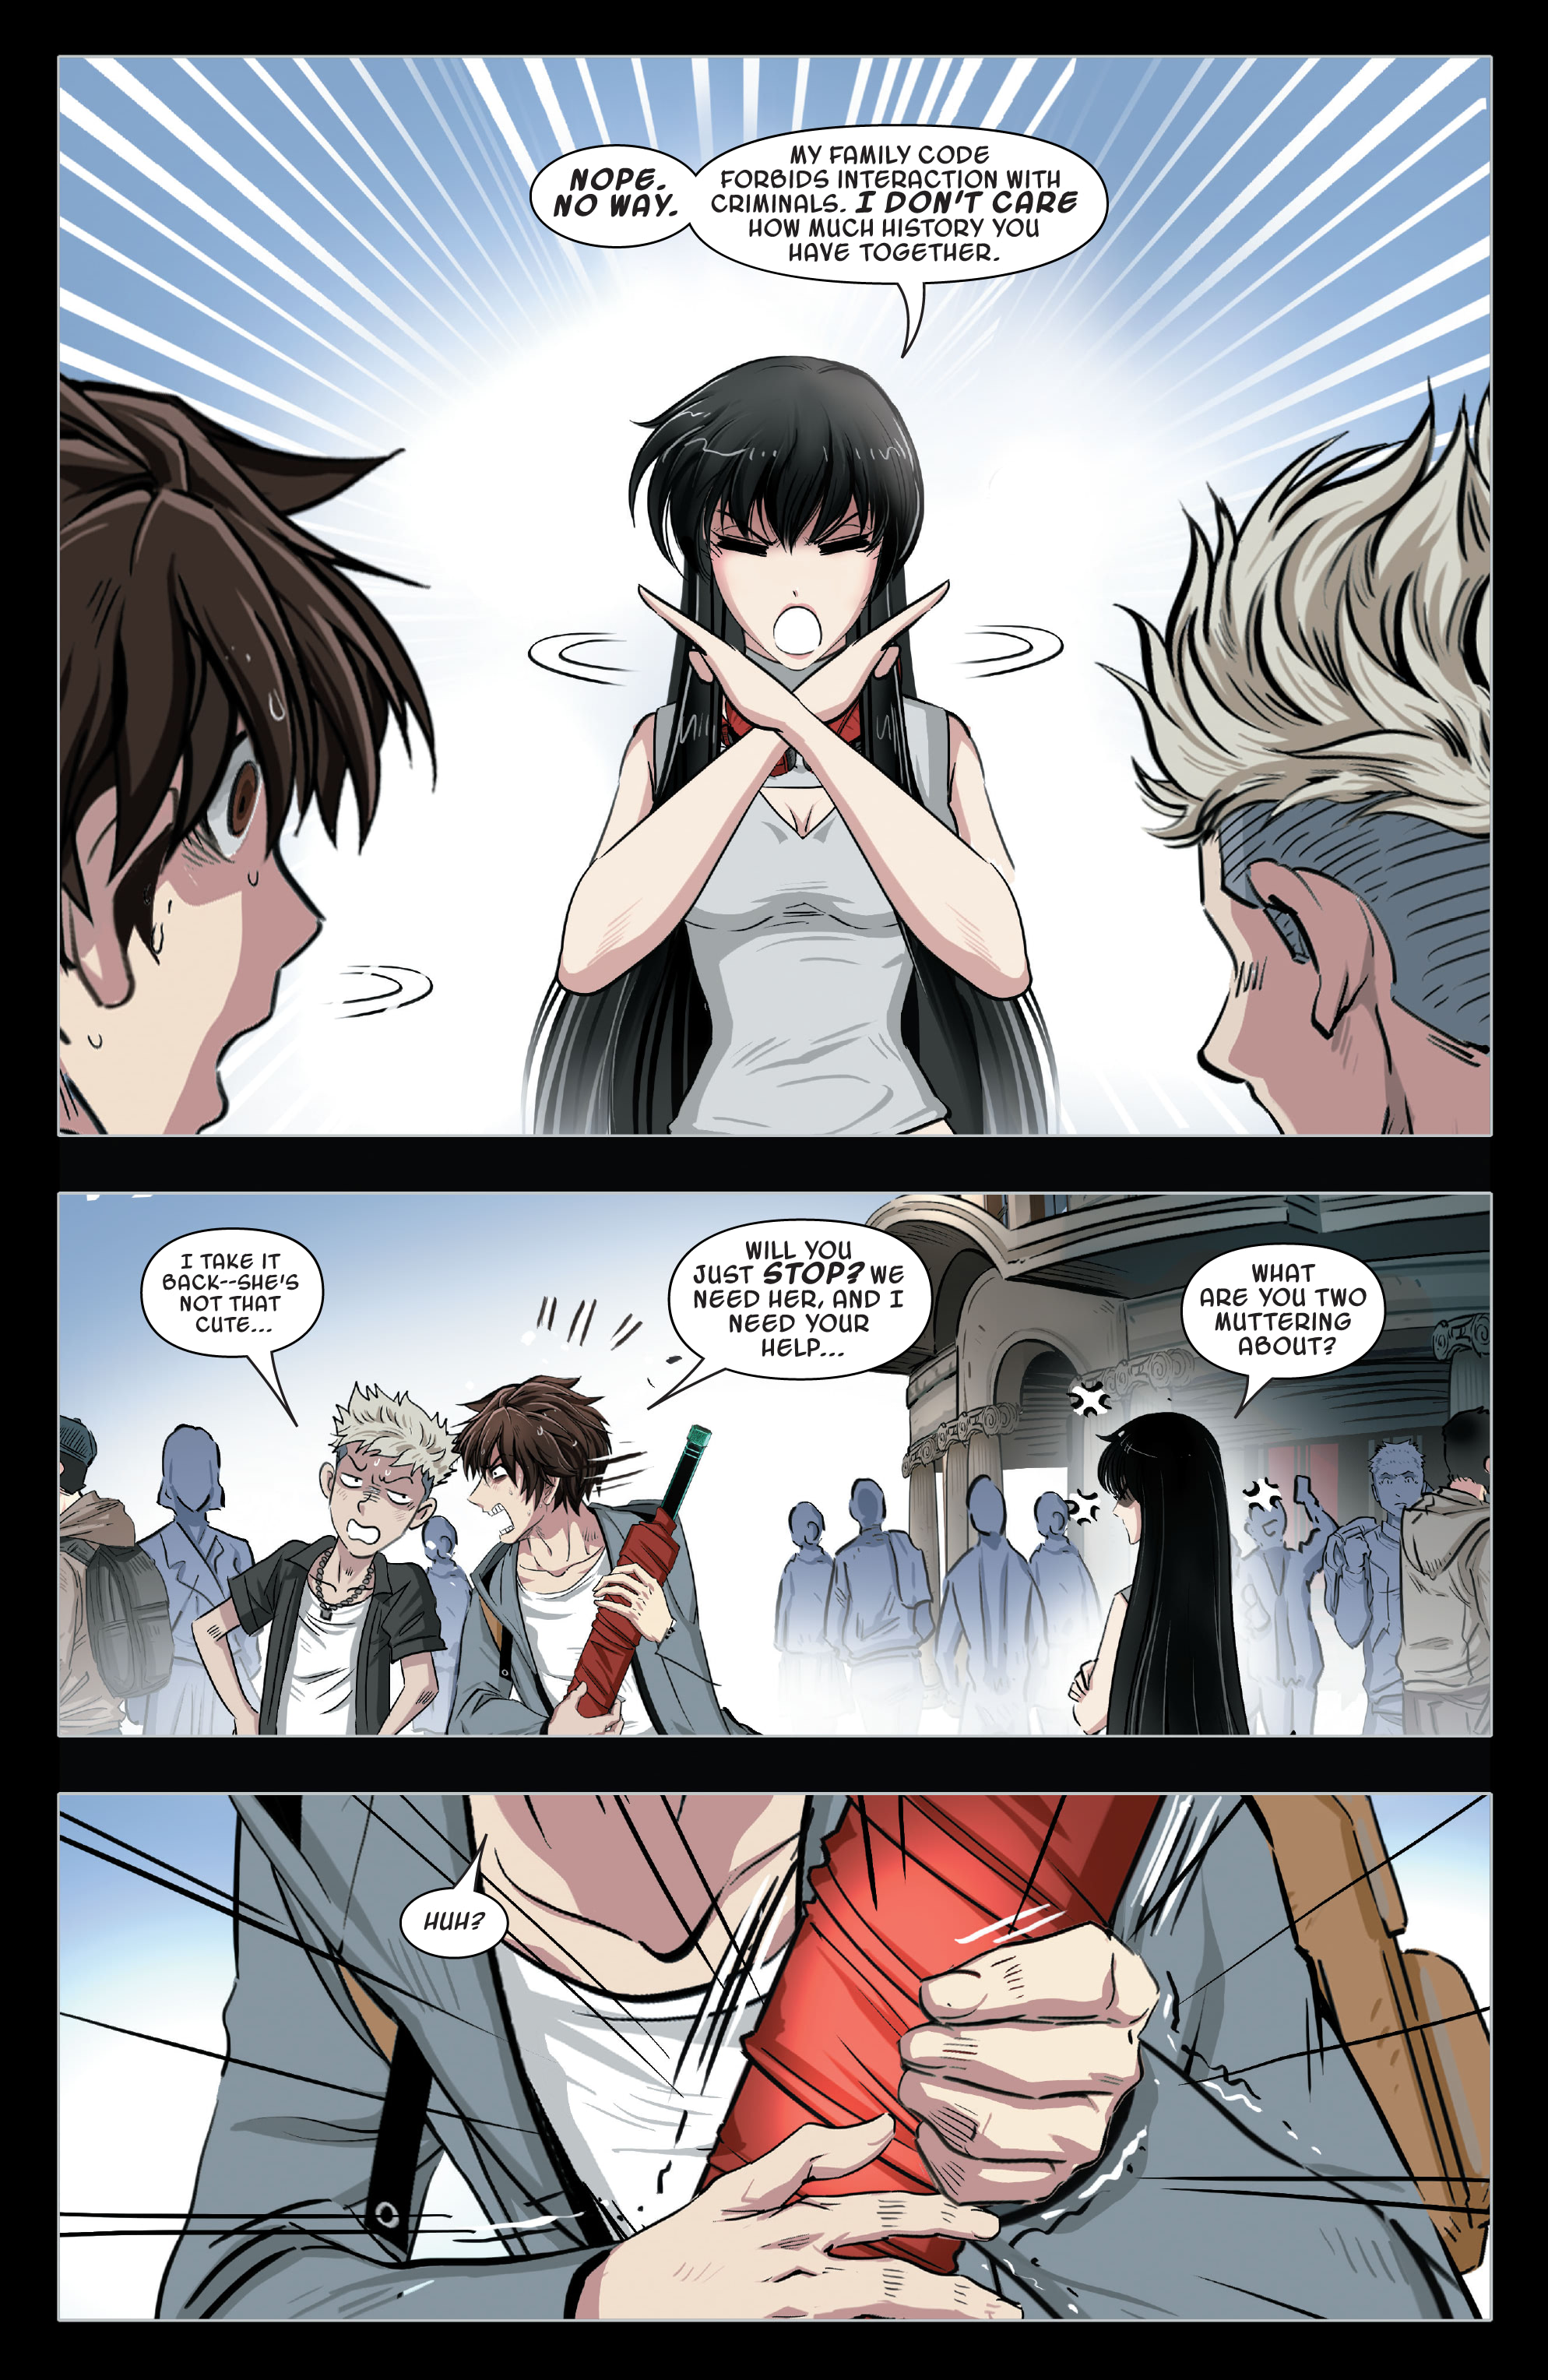 NOPE.
NO WAY.
MY FAMILY CODE
FORBIDS INTERACTION WITH
CRIMINALS. I DON'T CARE
HOW MUCH HISTORY YOU
HAVE TOGETHER.
I TAKE IT
BACK--SHE'S
NOT THAT
CUTE...
WILL YOU
JUST STOP? WE
NEED HER, AND I
NEED YOUR
HELP...
WHAT
ARE YOU TWO
MUTTERING
ABOUT?
HUH?